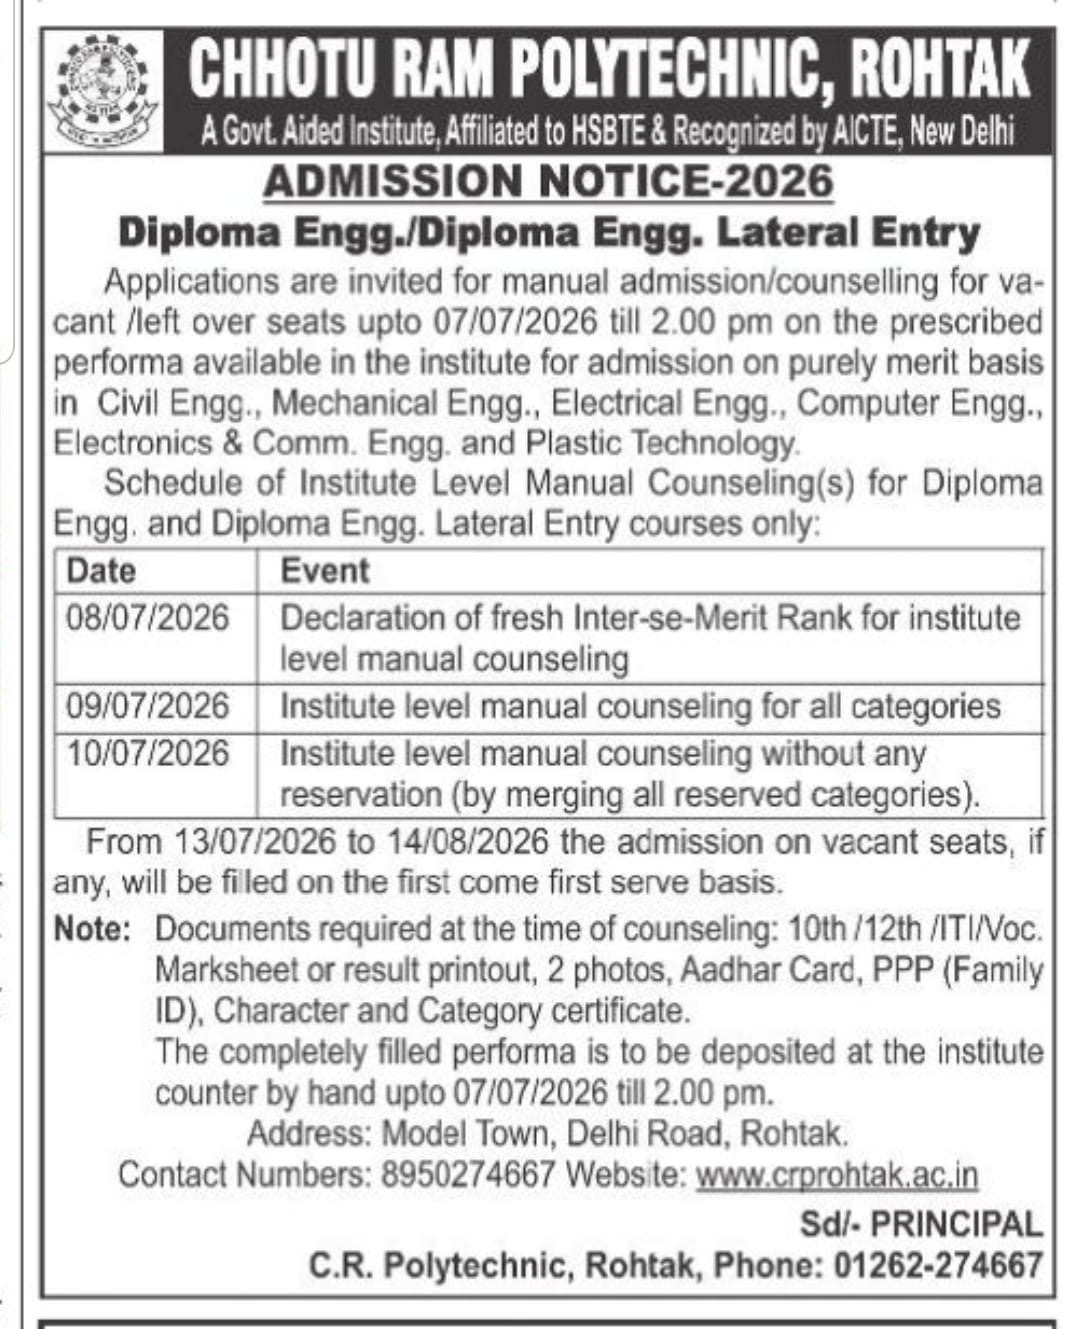 CHHOTU RAM POLYTECHNIC, ROHTAK
A Govt. Aided Institute, Affiliated to HSBTE & Recognized by AICTE, New Delhi
ADMISSION NOTICE-2026
Diploma Engg./Diploma Engg. Lateral Entry
Applications are invited for manual admission/counselling for va-
cant /left over seats upto 07/07/2026 till 2.00 pm on the prescribed
performa available in the institute for admission on purely merit basis
in Civil Engg., Mechanical Engg., Electrical Engg., Computer Engg.,
Electronics & Comm. Engg. and Plastic Technology.
Schedule of Institute Level Manual Counseling(s) for Diploma
Engg. and Diploma Engg. Lateral Entry courses only:
Date Event
08/07/2026 Declaration of fresh Inter-se-Merit Rank for institute
level manual counseling
09/07/2026 Institute level manual counseling for all categories
10/07/2026 Institute level manual counseling without any
reservation (by merging all reserved categories).
From 13/07/2026 to 14/08/2026 the admission on vacant seats, if
any, will be filled on the first come first serve basis.
Note: Documents required at the time of counseling: 10th /12th /ITI/Voc.
Marksheet or result printout, 2 photos, Aadhar Card, PPP (Family
ID), Character and Category certificate.
The completely filled performa is to be deposited at the institute
counter by hand upto 07/07/2026 till 2.00 pm.
Address: Model Town, Delhi Road, Rohtak.
Contact Numbers: 8950274667 Website: www.crprohtak.ac.in
Sd/- PRINCIPAL
C.R. Polytechnic, Rohtak, Phone: 01262-274667